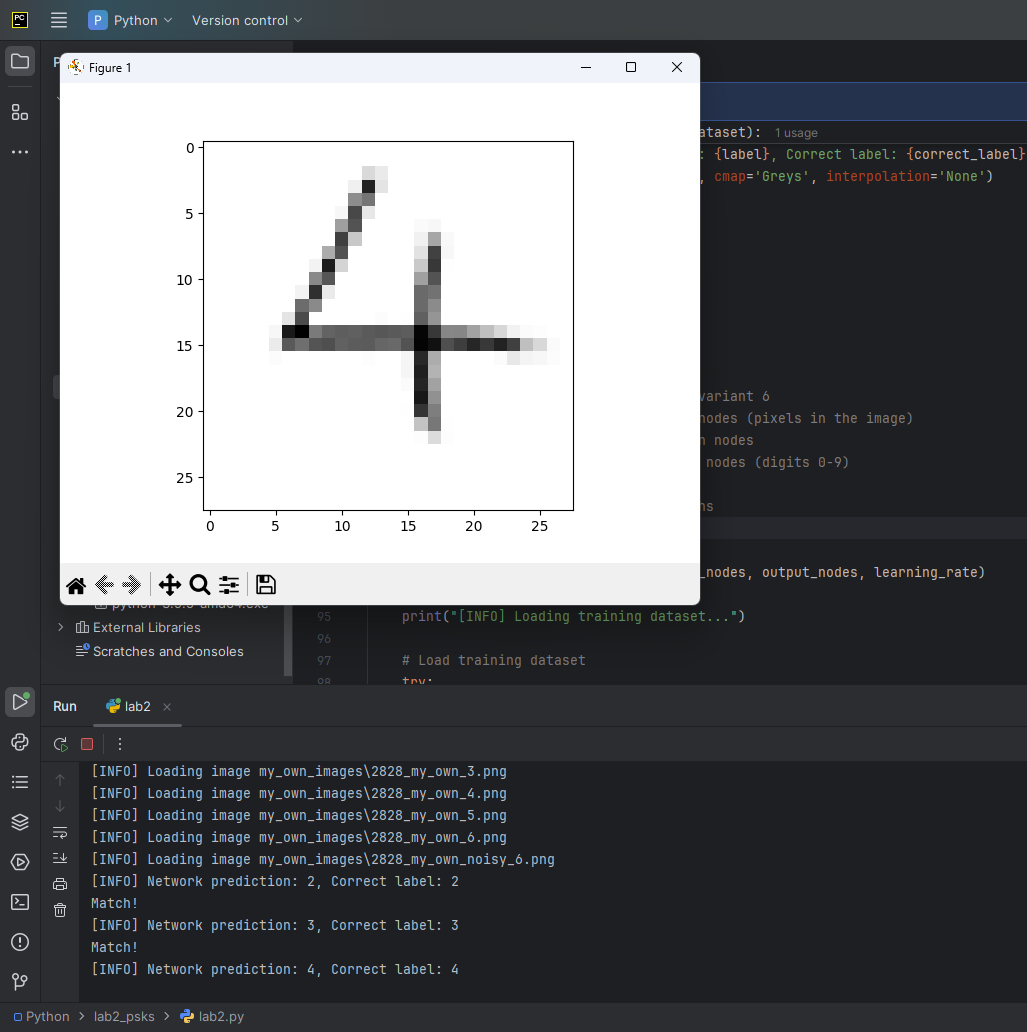 PC
P Python Version control
P
Figure 1
ataset): 1 usage
: {label}, Correct label: {correct_label}
, cmap='Greys', interpolation='None')
0
5
10
15
20
25
0 5 10 15 20 25
variant 6
nodes (pixels in the image)
n nodes
nodes (digits 0-9)
ns
_nodes, output_nodes, learning_rate)
95 print("[INFO] Loading training dataset...")
96
97 # Load training dataset
98 try:
External Libraries
Scratches and Consoles
Run lab2
[INFO] Loading image my_own_images\2828_my_own_3.png
[INFO] Loading image my_own_images\2828_my_own_4.png
[INFO] Loading image my_own_images\2828_my_own_5.png
[INFO] Loading image my_own_images\2828_my_own_6.png
[INFO] Loading image my_own_images\2828_my_own_noisy_6.png
[INFO] Network prediction: 2, Correct label: 2
Match!
[INFO] Network prediction: 3, Correct label: 3
Match!
[INFO] Network prediction: 4, Correct label: 4
Python > lab2_psks > lab2.py